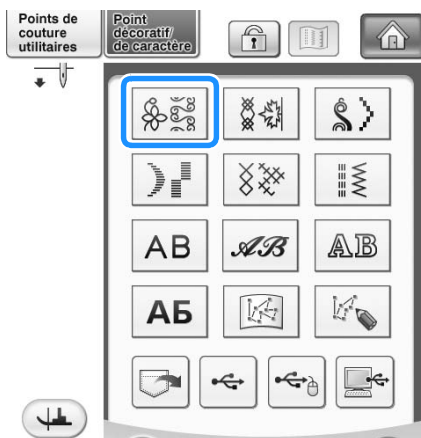 Points de
couture
utilitaires
Point
décoratif/
de caractère
AB
AB
AB
АБ